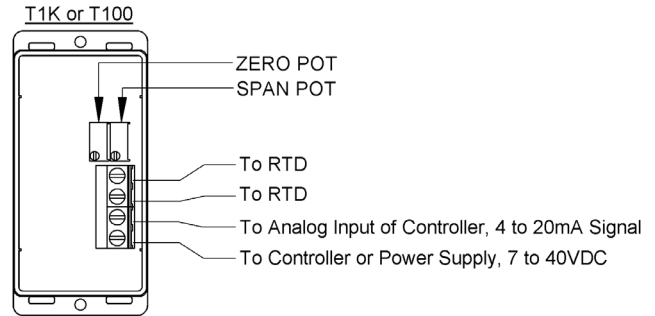 T1K or T100
ZERO POT
SPAN POT
To RTD
To RTD
To Analog Input of Controller, 4 to 20mA Signal
To Controller or Power Supply, 7 to 40VDC